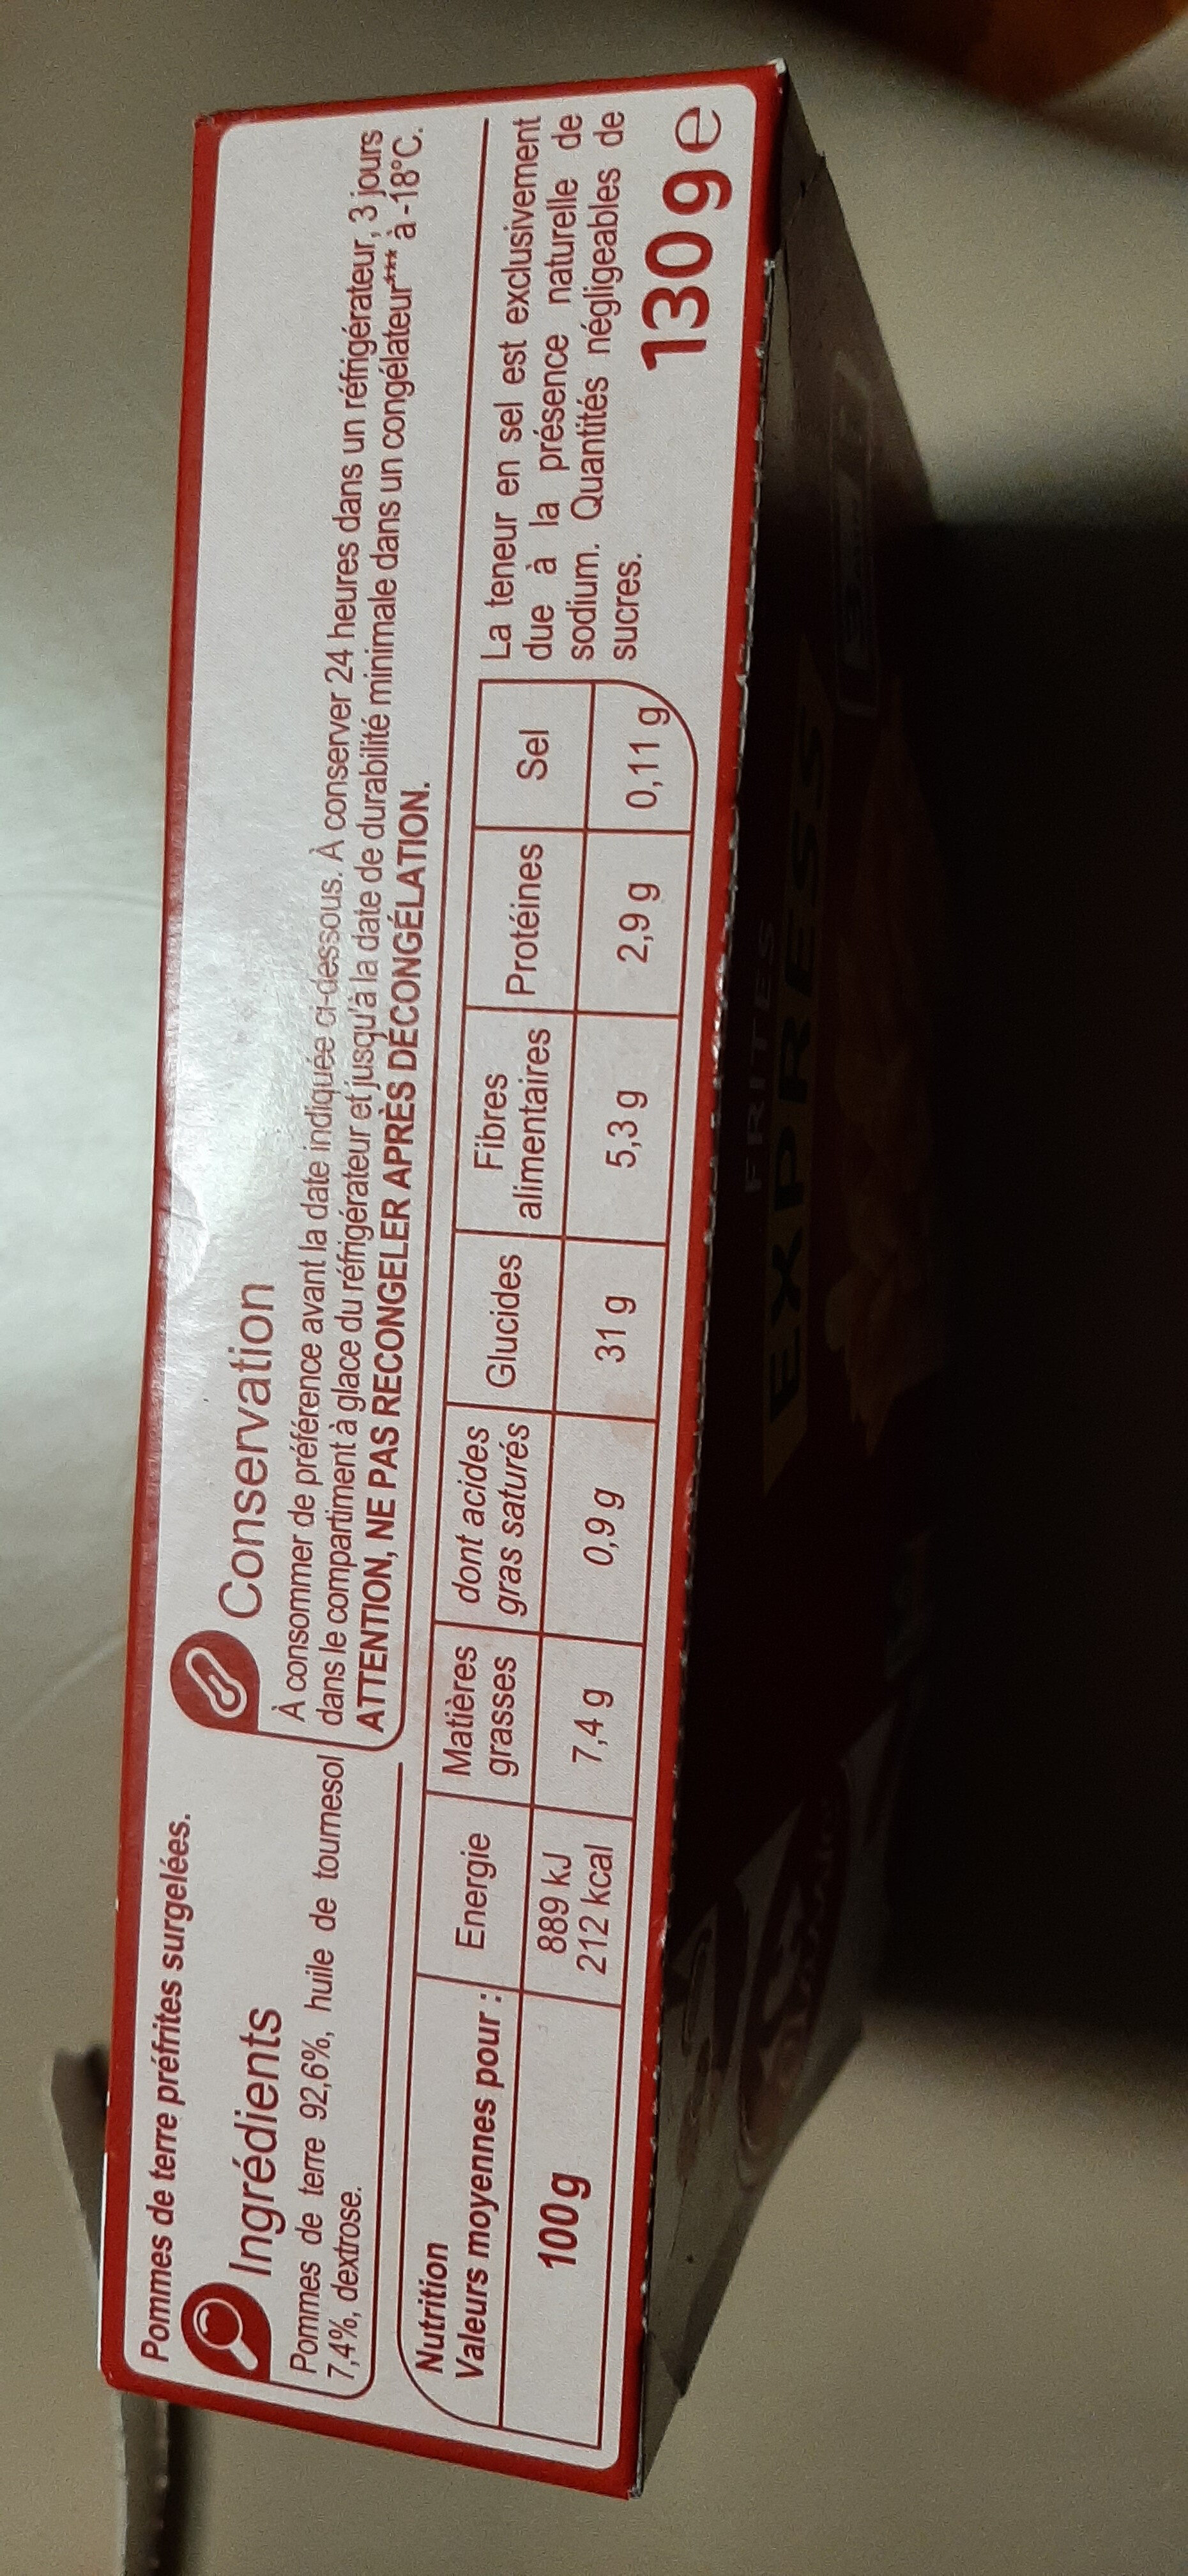 Pommes de terre préfrites surgelées.
Ingrédients
Pommes de terre 92,6%, huile de tournesol
7,4%, dextrose.
Conservation
À consommer de préférence avant la date indiquée ci-dessous. À conserver 24 heures dans un réfrigérateur, 3 jours
dans le compartiment à glace du réfrigérateur et jusqu'à la date de durabilité minimale dans un congélateur*** à -18°C.
ATTENTION, NE PAS RECONGELER APRÈS DÉCONGÉLATION.
Nutrition
Valeurs moyennes pour :
Energie
Matières
grasses
dont acides
gras saturés
Glucides
Fibres
alimentaires
Protéines
Sel
100g
889 kJ
212 kcal
7,4 g
0,9 g
31 g
5,3 g
2,9 g
0,11 g
La teneur en sel est exclusivement
due à la présence naturelle de
sodium. Quantités négligeables de
sucres.
130 g e
FRITES
EXPRESS